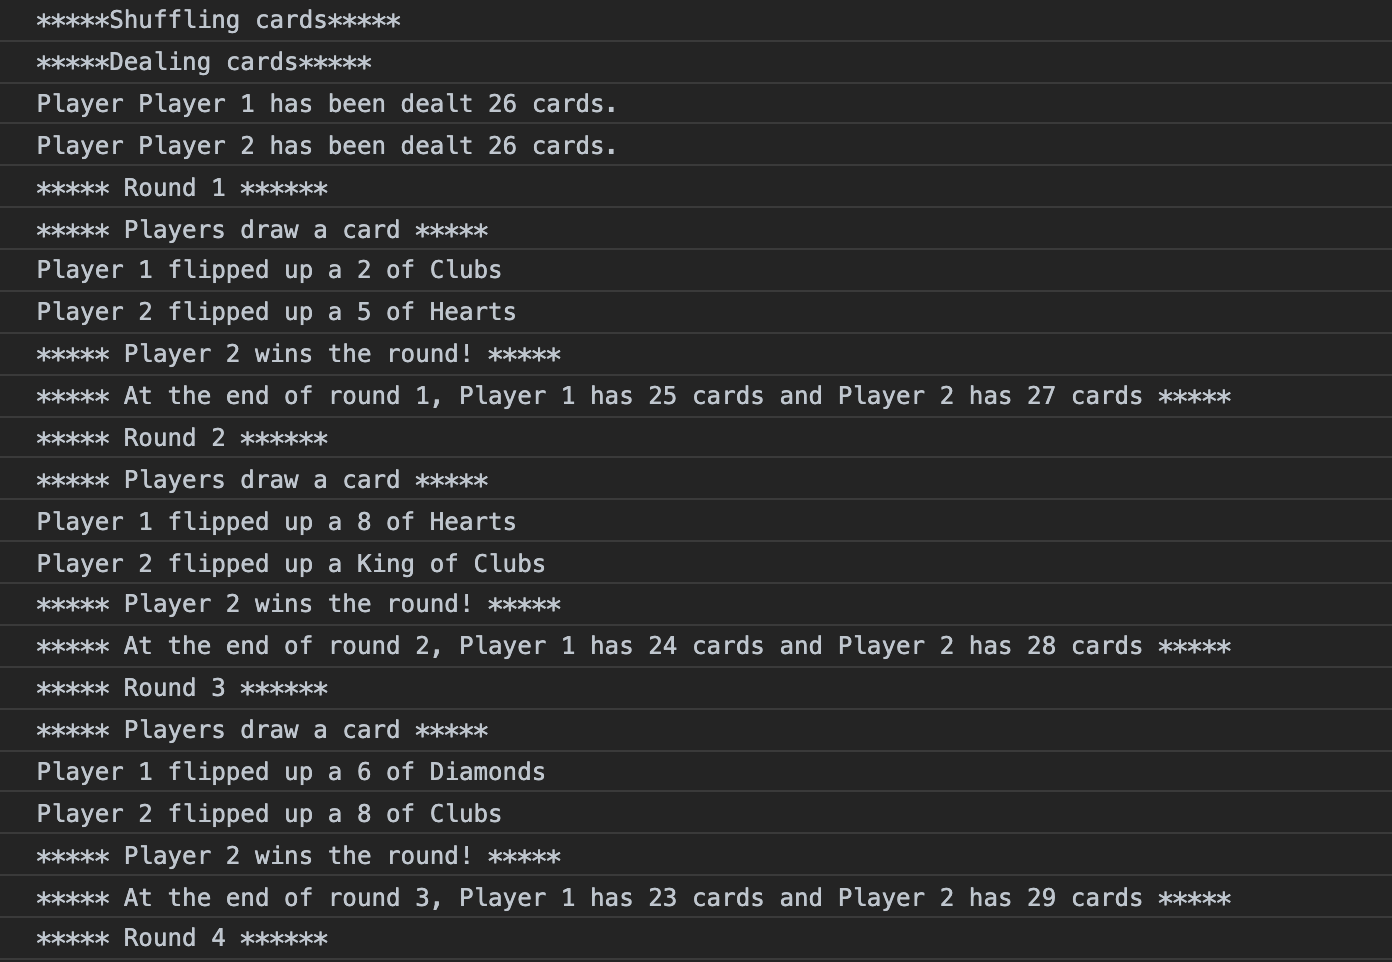 *****Shuffling cards*****
*****Dealing cards*****
Player Player 1 has been dealt 26 cards.
Player Player 2 has been dealt 26 cards.
***** Round 1 ******
***** Players draw a card *****
Player 1 flipped up a 2 of Clubs
Player 2 flipped up a 5 of Hearts
***** Player 2 wins the round! *****
***** At the end of round 1, Player 1 has 25 cards and Player 2 has 27 cards *****
***** Round 2 ******
***** Players draw a card *****
Player 1 flipped up a 8 of Hearts
Player 2 flipped up a King of Clubs
***** Player 2 wins the round! *****
***** At the end of round 2, Player 1 has 24 cards and Player 2 has 28 cards *****
***** Round 3 ******
***** Players draw a card *****
Player 1 flipped up a 6 of Diamonds
Player 2 flipped up a 8 of Clubs
***** Player 2 wins the round! *****
***** At the end of round 3, Player 1 has 23 cards and Player 2 has 29 cards *****
***** Round 4 ******